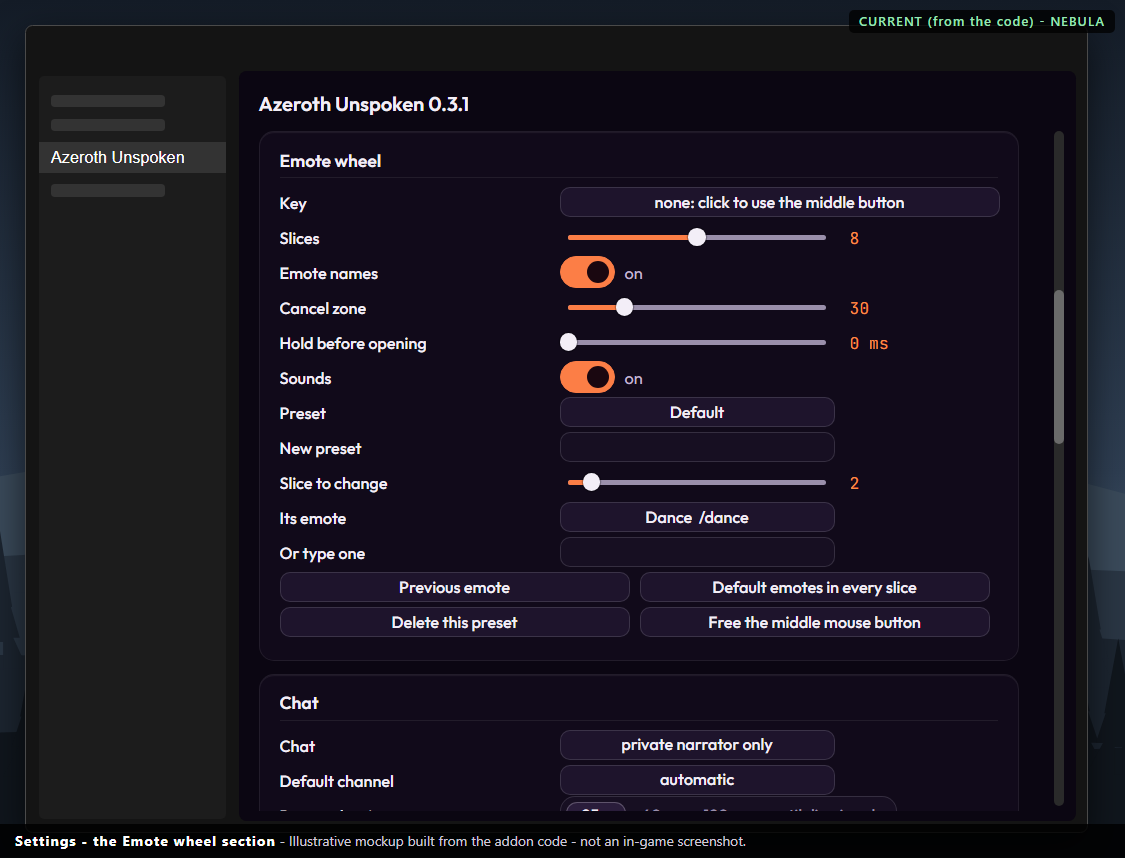 CURRENT (from the code) - NEBULA
Azeroth Unspoken
Azeroth Unspoken 0.3.1
Emote wheel
Key none: click to use the middle button
Slices 8
Emote names on
Cancel zone 30
Hold before opening 0 ms
Sounds on
Preset Default
New preset
Slice to change 2
Its emote Dance /dance
Or type one
Previous emote Default emotes in every slice
Delete this preset Free the middle mouse button
Chat
Chat private narrator only
Default channel automatic
Settings - the Emote wheel section - Illustrative mockup built from the addon code - not an in-game screenshot.